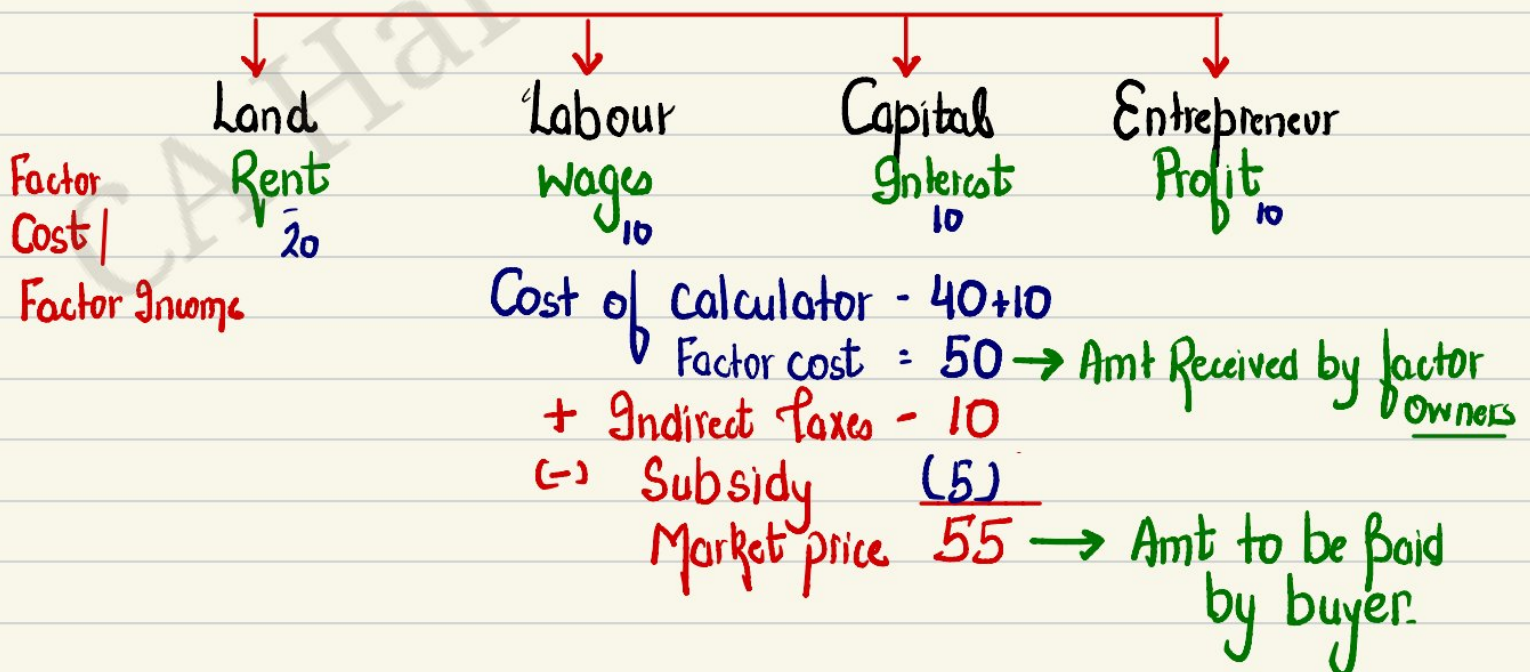 Land Labour Capital Entrepreneur
Factor Rent wages Interest Profit
Cost/ 20 10 10 10
Factor Income
Cost of calculator - 40+10
Factor cost = 50 → Amt Received by factor
owners
+ Indirect Taxes - 10
(-) Subsidy (5)
Market price 55 → Amt to be Paid
by buyer.
CA Har